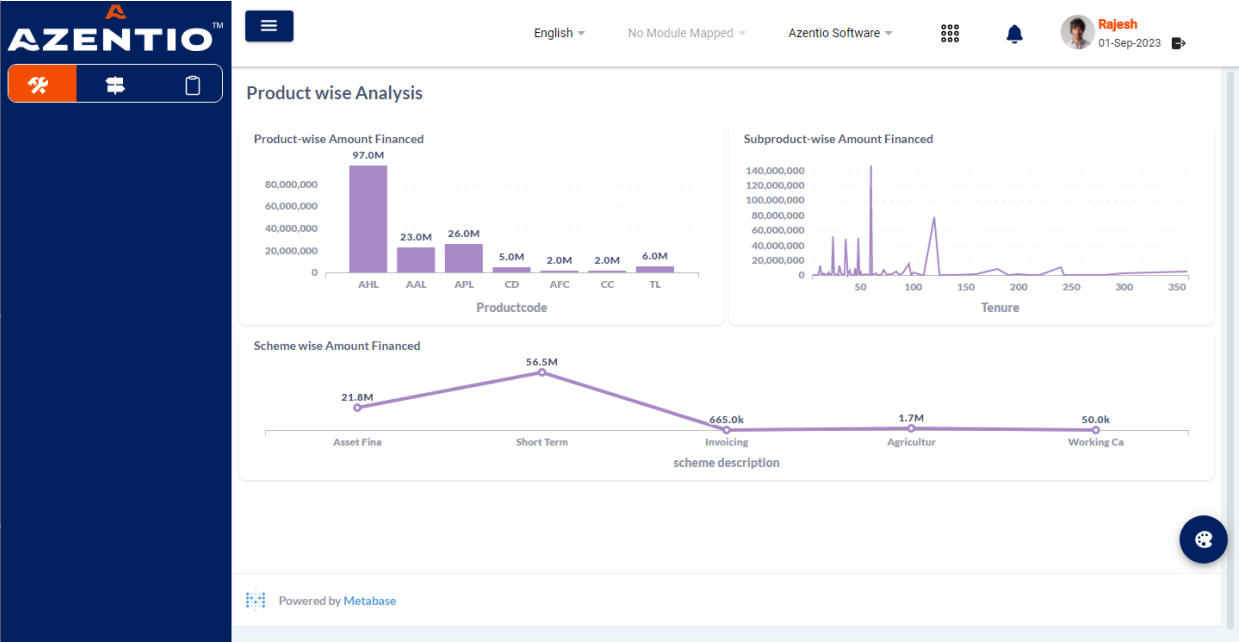 AZENTIO™
English
No Module Mapped
Azentio Software
Rajesh
01-Sep-2023
Product wise Analysis
Product-wise Amount Financed
97.0M
80,000,000
60,000,000
40,000,000
20,000,000
0
23.0M
26.0M
5.0M
2.0M
2.0M
6.0M
AHL AAL APL CD AFC CC TL
Productcode
Subproduct-wise Amount Financed
140,000,000
120,000,000
100,000,000
80,000,000
60,000,000
40,000,000
20,000,000
0
50 100 150 200 250 300 350
Tenure
Scheme wise Amount Financed
21.8M
56.5M
665.0k
1.7M
50.0k
Asset Fina Short Term Invoicing Agricultur Working Ca
scheme description
Powered by Metabase